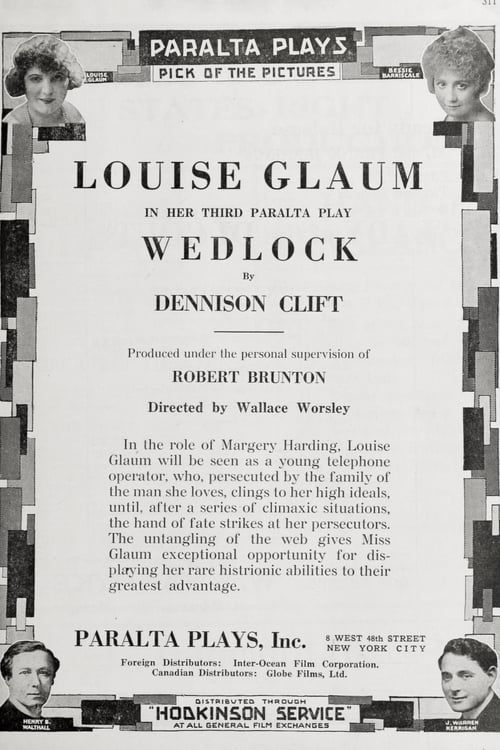 311
PARALTA PLAYS
PICK OF THE PICTURES
LOUISE
GLAUM
BESSIE
BARRISCALE
LOUISE GLAUM
IN HER THIRD PARALTA PLAY
WEDLOCK
By
DENNISON CLIFT
Produced under the personal supervision of
ROBERT BRUNTON
Directed by Wallace Worsley
In the role of Margery Harding, Louise
Glaum will be seen as a young telephone
operator, who, persecuted by the family of
the man she loves, clings to her high ideals,
until, after a series of climaxic situations,
the hand of fate strikes at her persecutors.
The untangling of the web gives Miss
Glaum exceptional opportunity for dis-
playing her rare histrionic abilities to their
greatest advantage.
PARALTA PLAYS, Inc.
8 WEST 48th STREET
NEW YORK CITY
Foreign Distributors: Inter-Ocean Film Corporation.
Canadian Distributors: Globe Films, Ltd.
HENRY B.
WALTHALL
J. WARREN
KERRIGAN
DISTRIBUTED THROUGH
"HODKINSON SERVICE"
AT ALL GENERAL FILM EXCHANGES